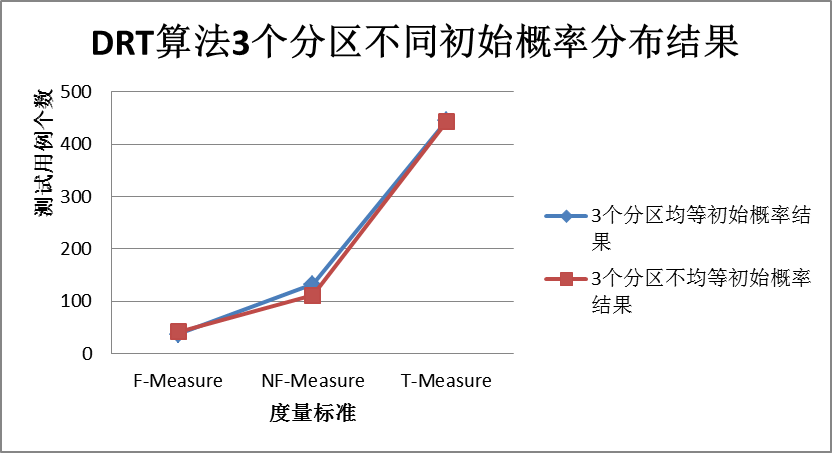 DRT算法3个分区不同初始概率分布结果
测试用例个数
500
400
300
200
100
0
F-Measure
NF-Measure
T-Measure
度量标准
3个分区均等初始概率结
果
3个分区不均等初始概率
结果